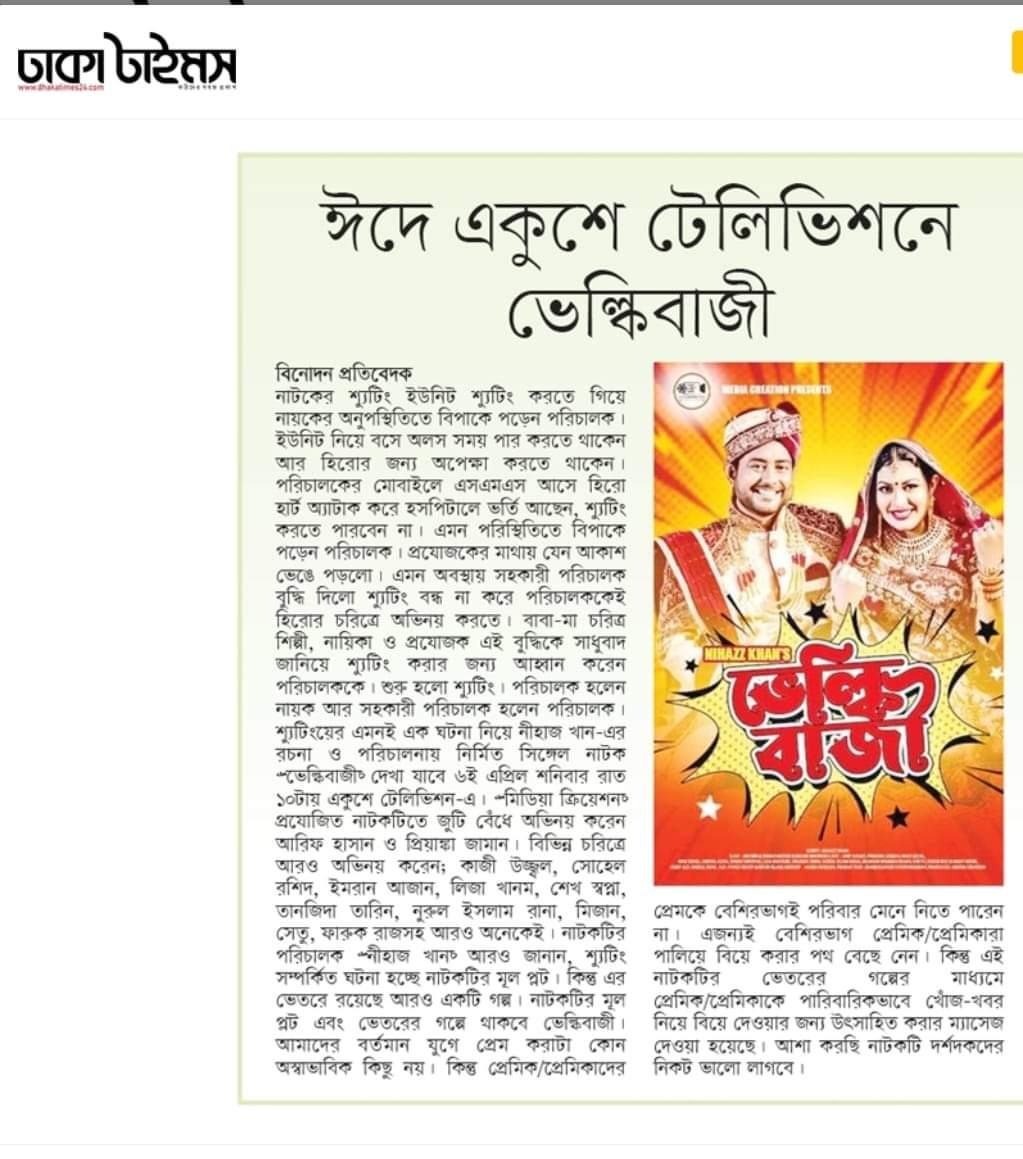 ঢাকা টাইমস
www.dhakatimes24.com
ঈদে একুশে টেলিভিশনে
ভেল্কিবাজী
বিনোদন প্রতিবেদক
নাটকের শ্যুটিং ইউনিট শ্যুটিং করতে গিয়ে
নায়কের অনুপস্থিতিতে বিপাকে পড়েন পরিচালক।
ইউনিট নিয়ে বসে অলস সময় পার করতে থাকেন
আর হিরোর জন্য অপেক্ষা করতে থাকেন।
পরিচালকের মোবাইলে এসএমএস আসে হিরো
হার্ট অ্যাটাক করে হসপিটালে ভর্তি আছেন, শ্যুটিং
করতে পারবেন না। এমন পরিস্থিতিতে বিপাকে
পড়েন পরিচালক। প্রযোজকের মাথায় যেন আকাশ
ভেঙে পড়লো। এমন অবস্থায় সহকারী পরিচালক
বুদ্ধি দিলো শ্যুটিং বন্ধ না করে পরিচালককেই
হিরোর চরিত্রে অভিনয় করতে। বাবা-মা চরিত্র
শিল্পী, নায়িকা ও প্রযোজক এই বুদ্ধিকে সাধুবাদ
জানিয়ে শ্যুটিং করার জন্য আহ্বান করেন
পরিচালককে। শুরু হলো শ্যুটিং। পরিচালক হলেন
নায়ক আর সহকারী পরিচালক হলেন পরিচালক।
শ্যুটিংয়ের এমনই এক ঘটনা নিয়ে নীহাজ খান-এর
রচনা ও পরিচালনায় নির্মিত সিঙ্গেল নাটক
“ভেল্কিবাজী” দেখা যাবে ৬ই এপ্রিল শনিবার রাত
১০টায় একুশে টেলিভিশন-এ। “মিডিয়া ক্রিয়েশন”
প্রযোজিত নাটকটিতে জুটি বেঁধে অভিনয় করেন
আরিফ হাসান ও প্রিয়াঙ্কা জামান। বিভিন্ন চরিত্রে
আরও অভিনয় করেন; কাজী উজ্জ্বল, সোহেল
রশিদ, ইমরান আজান, লিজা খানম, শেখ স্বপ্না,
তানজিদা তারিন, নুরুল ইসলাম রানা, মিজান,
সেতু, ফারুক রাজসহ আরও অনেকেই। নাটকটির
পরিচালক “নীহাজ খান” আরও জানান, শ্যুটিং
সম্পর্কিত ঘটনা হচ্ছে নাটকটির মূল প্লট। কিন্তু এর
ভেতরে রয়েছে আরও একটি গল্প। নাটকটির মূল
প্লট এবং ভেতরের গল্পে থাকবে ভেল্কিবাজী।
আমাদের বর্তমান যুগে প্রেম করাটা কোন
অস্বাভাবিক কিছু নয়। কিন্তু প্রেমিক/প্রেমিকাদের
MEDIA CREATION PRESENTS
NIHAZZ KHAN'S
ভেল্কি
বাজী
প্রেমকে বেশিরভাগই পরিবার মেনে নিতে পারেন
না। এজন্যই বেশিরভাগ প্রেমিক/প্রেমিকারা
পালিয়ে বিয়ে করার পথ বেছে নেন। কিন্তু এই
নাটকটির ভেতরের গল্পের মাধ্যমে
প্রেমিক/প্রেমিকাকে পারিবারিকভাবে খোঁজ-খবর
নিয়ে বিয়ে দেওয়ার জন্য উৎসাহিত করার ম্যাসেজ
দেওয়া হয়েছে। আশা করছি নাটকটি দর্শদকদের
নিকট ভালো লাগবে।